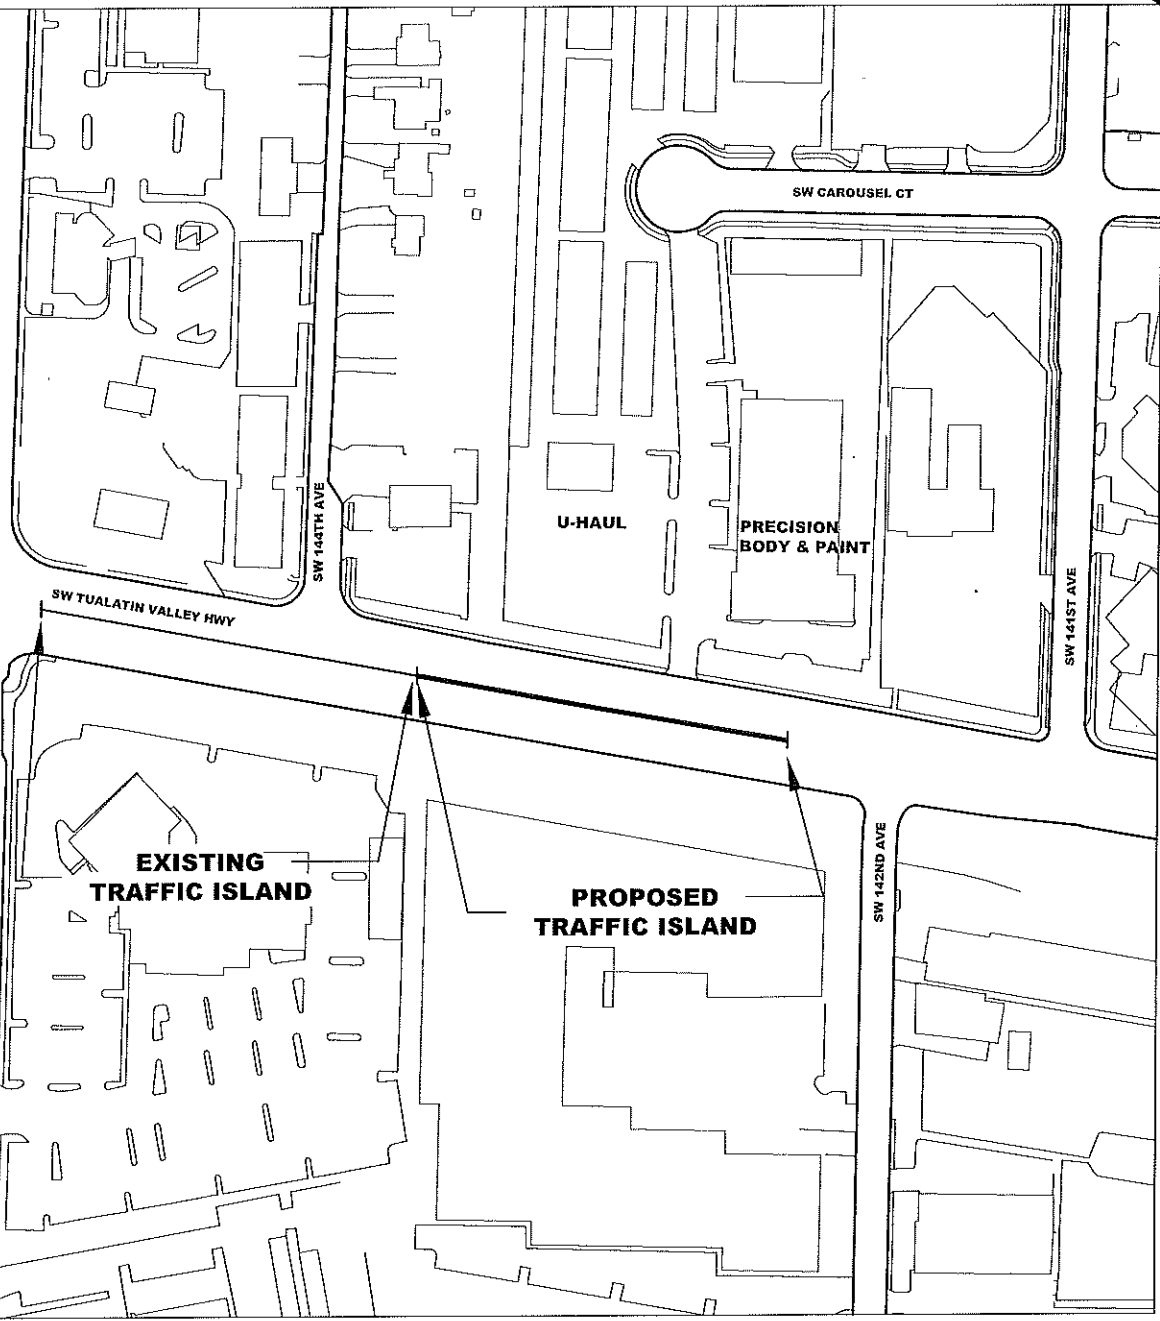 SW CAROUSEL CT
U-HAUL
PRECISION
BODY & PAINT
SW 144TH AVE
SW TUALATIN VALLEY HWY
SW 141ST AVE
EXISTING
TRAFFIC ISLAND
PROPOSED
TRAFFIC ISLAND
SW 142ND AVE